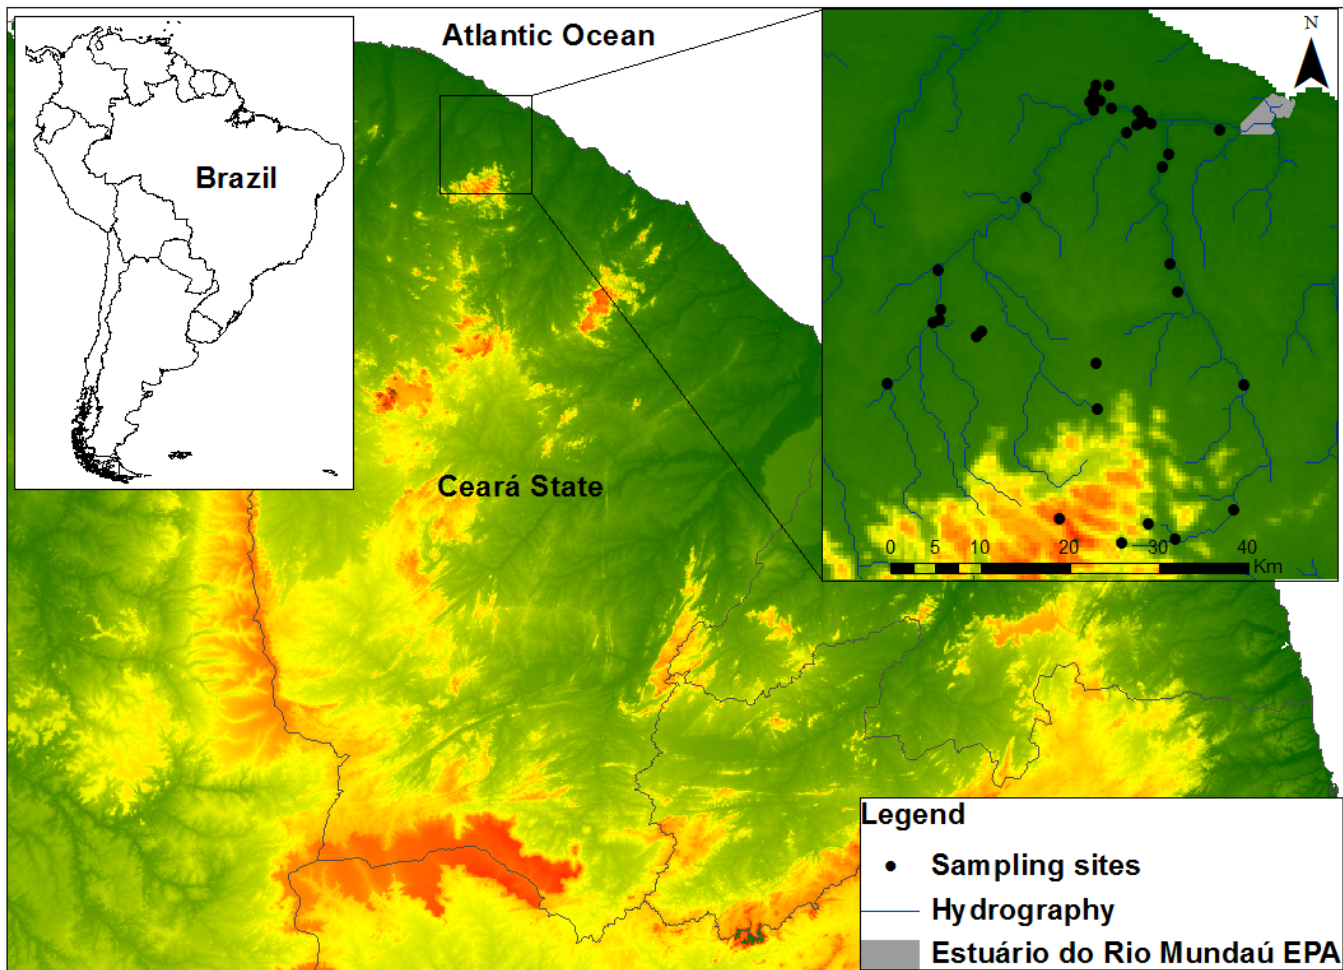 Atlantic Ocean
N
Brazil
Ceará State
0 5 10 20 30 40
Km
Legend
Sampling sites
Hydrography
Estuário do Rio Mundaú EPA